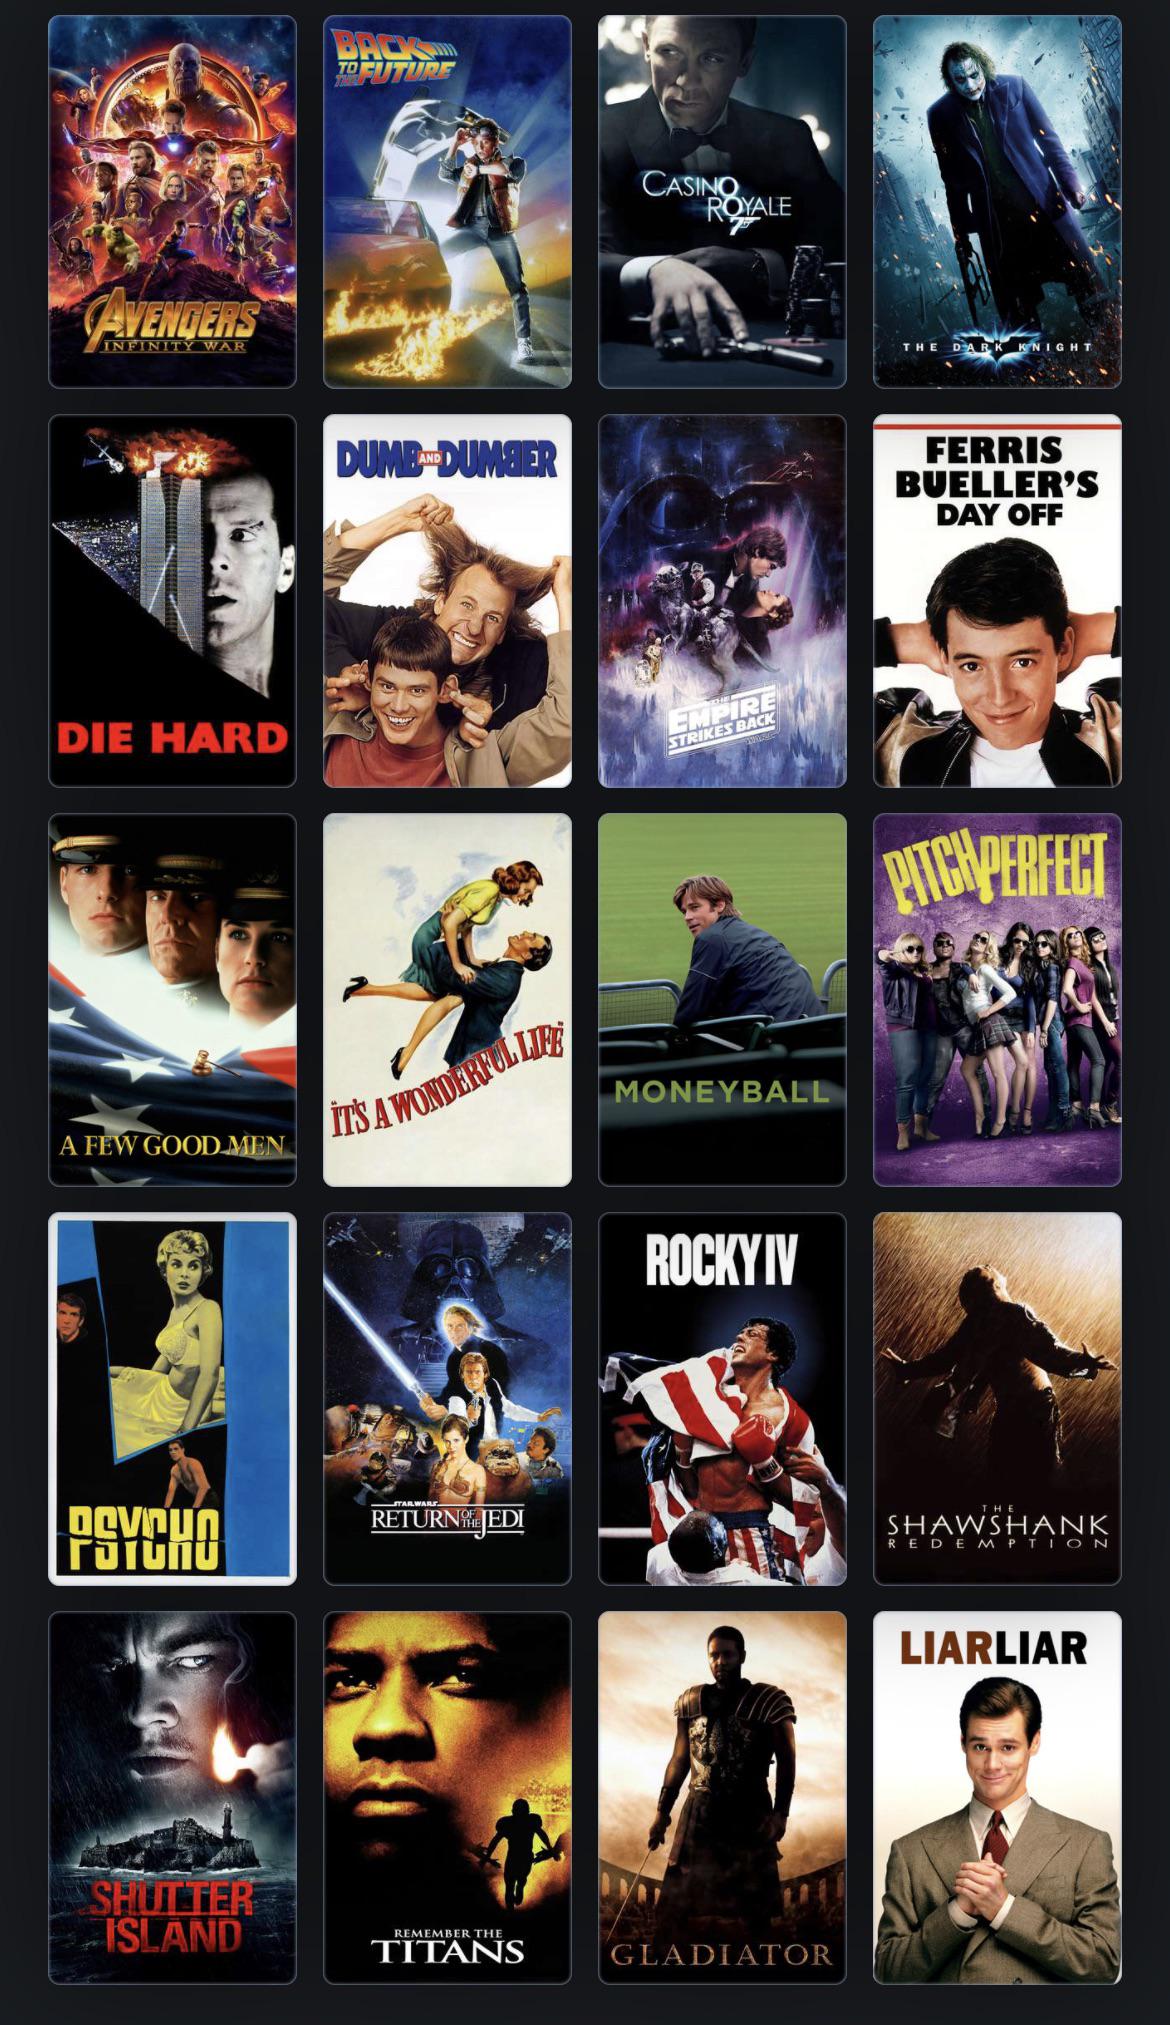 AVENGERS
INFINITY WAR
BACK
TO THE FUTURE
CASINO
ROYALE
007
THE DARK KNIGHT
DIE HARD
DUMB AND DUMBER
THE
EMPIRE
STRIKES BACK
FERRIS
BUELLER'S
DAY OFF
A FEW GOOD MEN
IT'S A WONDERFUL LIFE
MONEYBALL
PITCH PERFECT
PSYCHO
STAR WARS
RETURN OF THE JEDI
ROCKY IV
THE
SHAWSHANK
REDEMPTION
SHUTTER
ISLAND
REMEMBER THE
TITANS
GLADIATOR
LIAR LIAR